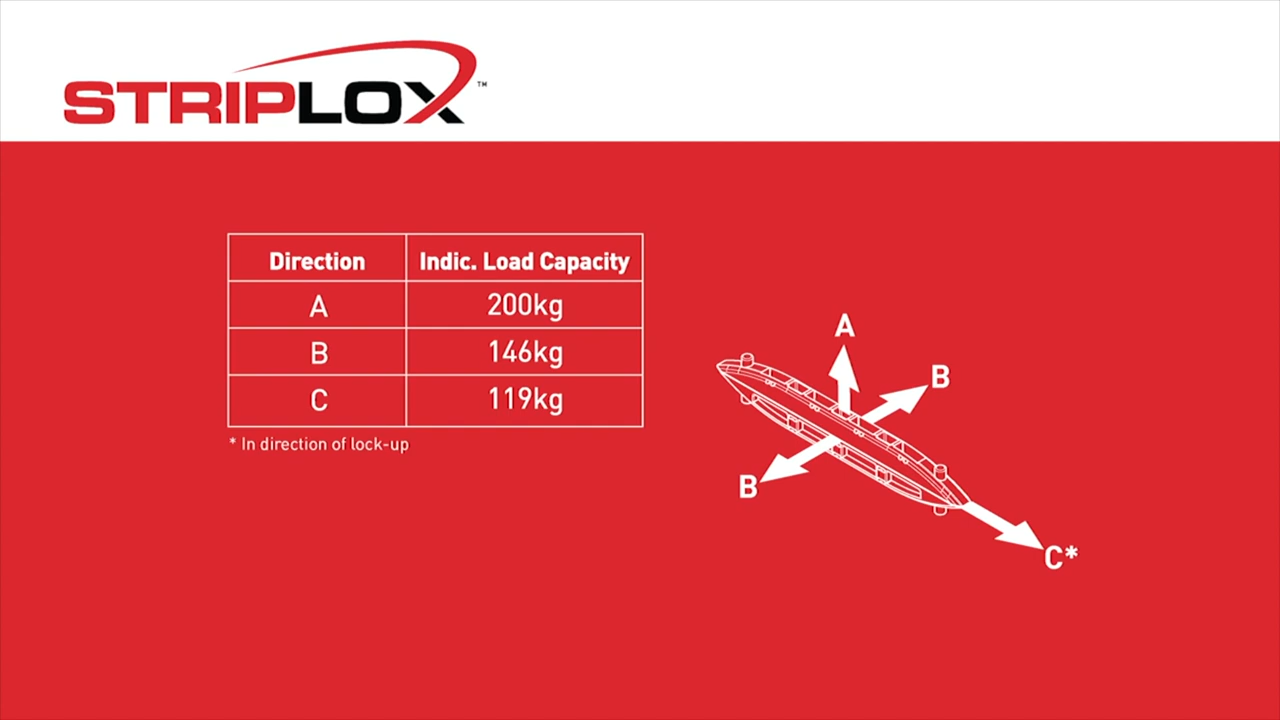 STRIPLOX™
Direction Indic. Load Capacity
A 200kg
B 146kg
C 119kg
* In direction of lock-up
A
B
B
C*